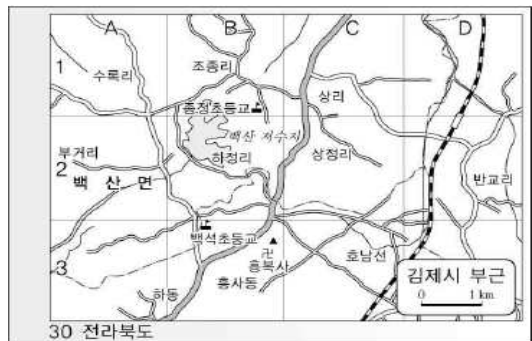 A B C D
1
수록리
조종리
종정초등교
상리
백산 저수지
부거리
하정리
상정리
2
백 산 면
반교리
백석초등교
호남선
3
흥복사
흥사동
하동
김제시 부근
0 1 km
30 전라북도